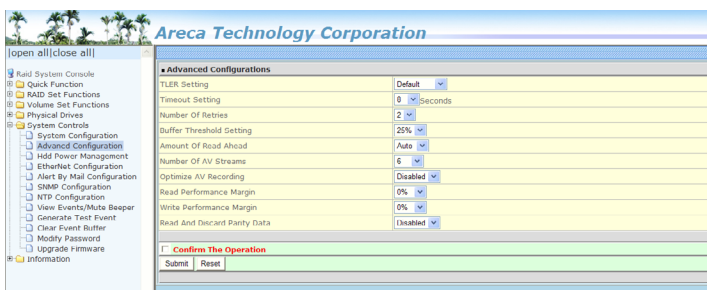 Areca Technology Corporation
|open all|close all|
Raid System Console
Quick Function
RAID Set Functions
Volume Set Functions
Physical Drives
System Controls
System Configuration
Advanced Configuration
Hdd Power Management
EtherNet Configuration
Alert By Mail Configuration
SNMP Configuration
NTP Configuration
View Events/Mute Beeper
Generate Test Event
Clear Event Buffer
Modify Password
Upgrade Firmware
Information
Advanced Configurations
TLER Setting Default
Timeout Setting 8 Seconds
Number Of Retries 2
Buffer Threshold Setting 25%
Amount Of Read Ahead Auto
Number Of AV Streams 6
Optimize AV Recording Disabled
Read Performance Margin 0%
Write Performance Margin 0%
Read And Discard Parity Data Disabled
Confirm The Operation
Submit Reset